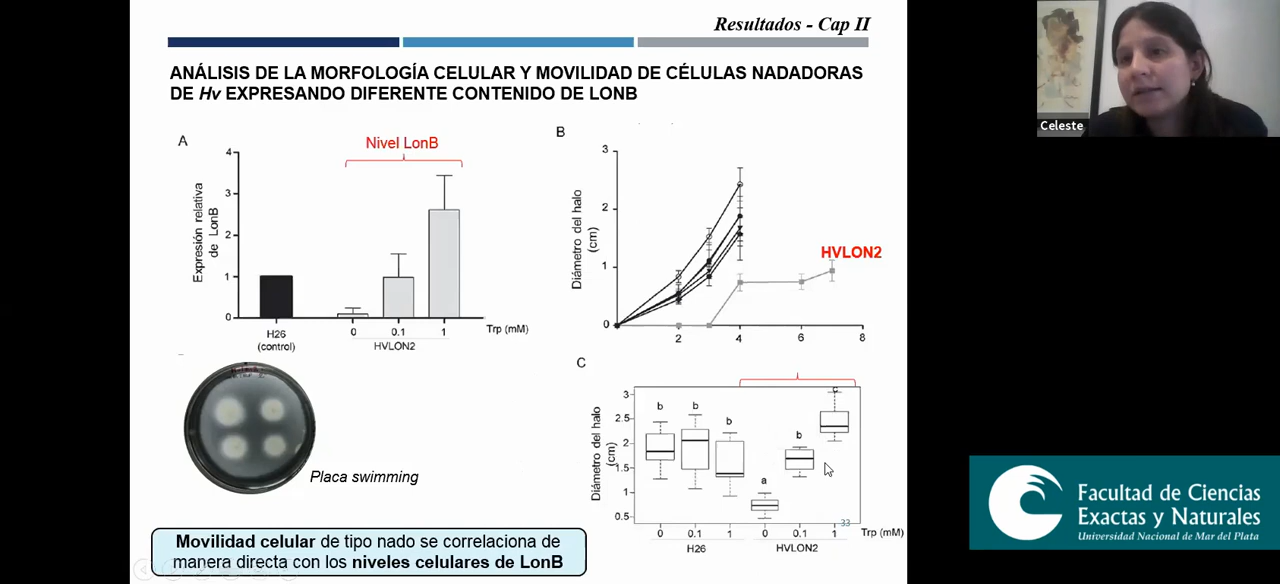 Resultados - Cap II
ANÁLISIS DE LA MORFOLOGÍA CELULAR Y MOVILIDAD DE CÉLULAS NADADORAS
DE Hv EXPRESANDO DIFERENTE CONTENIDO DE LONB
A
Nivel LonB
Expresión relativa
de LonB
4
3
2
1
0
H26
(control)
0
0.1
1
Trp (mM)
HVLON2
B
Diámetro del halo
(cm)
3
2
1
0
2
4
6
8
HVLON2
Placa swimming
C
Diámetro del halo
(cm)
3
2.5
2
1.5
1
0.5
b
b
b
a
b
c
0
0.1
1
0
0.1
1
Trp (mM)
H26
HVLON2
33
Movilidad celular de tipo nado se correlaciona de
manera directa con los niveles celulares de LonB
Celeste
Facultad de Ciencias
Exactas y Naturales
Universidad Nacional de Mar del Plata